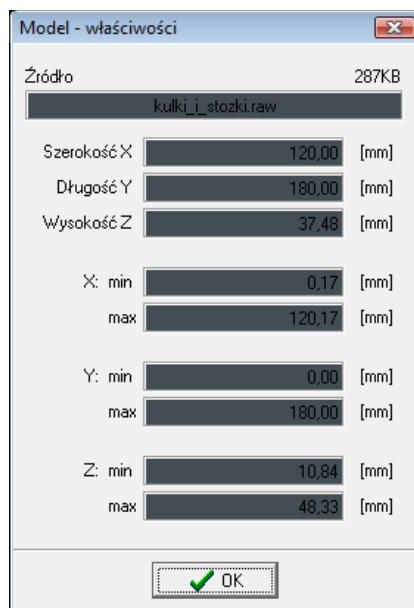 Model - właściwości
Źródło 287KB
kulki_i_stozki.raw
Szerokość X 120,00 [mm]
Długość Y 180,00 [mm]
Wysokość Z 37,48 [mm]
X: min 0,17 [mm]
max 120,17 [mm]
Y: min 0,00 [mm]
max 180,00 [mm]
Z: min 10,84 [mm]
max 48,33 [mm]
OK